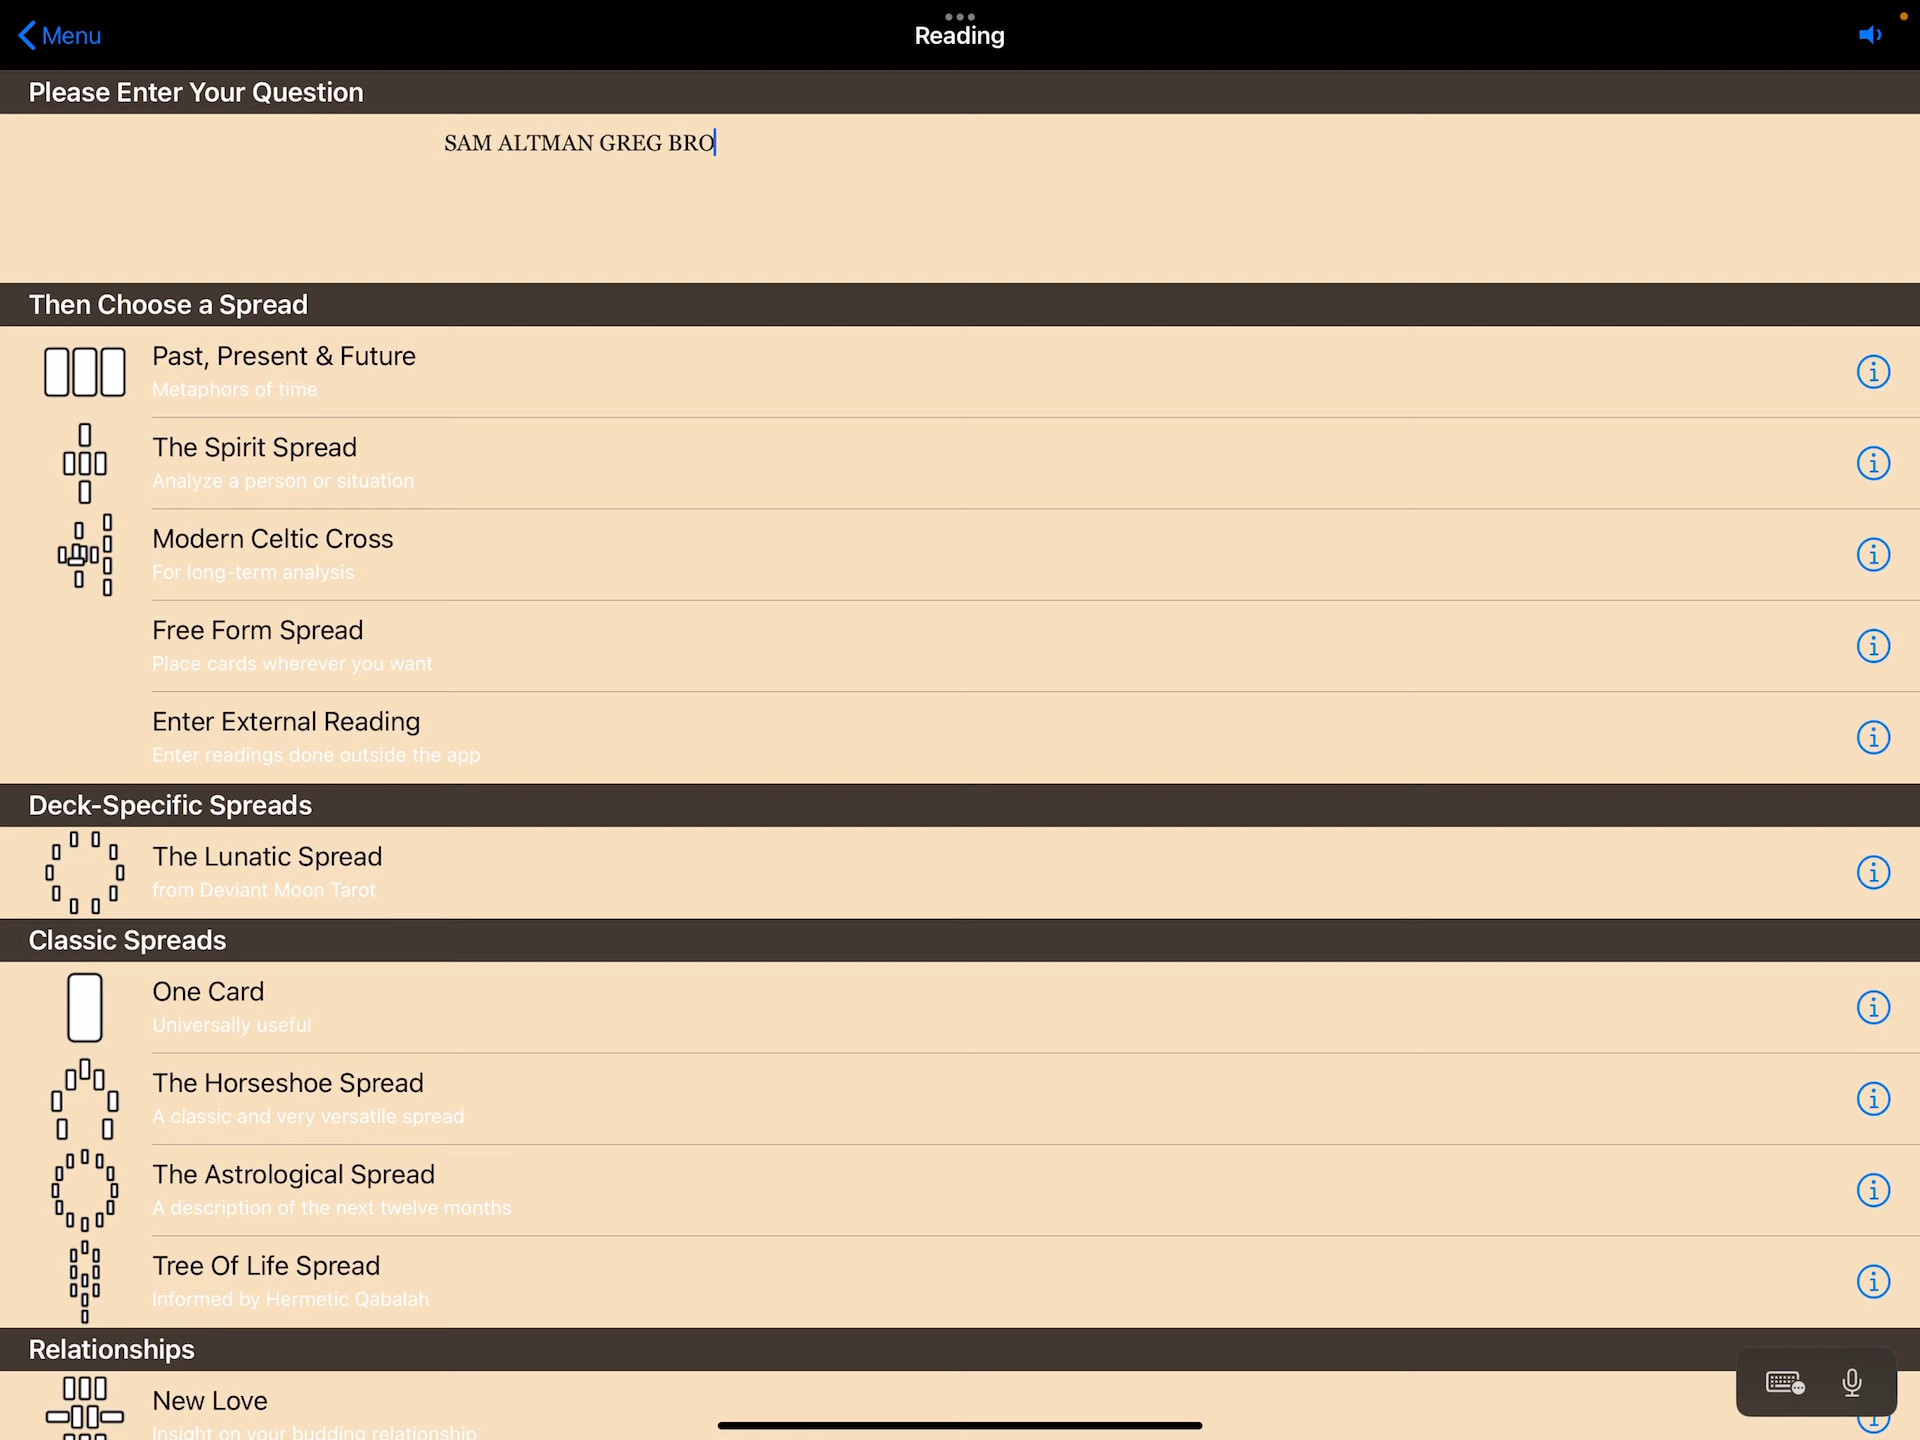 Menu
Reading
Please Enter Your Question
SAM ALTMAN GREG BRO
Then Choose a Spread
Past, Present & Future
Metaphors of time
The Spirit Spread
Analyze a person or situation
Modern Celtic Cross
For long-term analysis
Free Form Spread
Place cards wherever you want
Enter External Reading
Enter readings done outside the app
Deck-Specific Spreads
The Lunatic Spread
from Deviant Moon Tarot
Classic Spreads
One Card
Universally useful
The Horseshoe Spread
A classic and very versatile spread
The Astrological Spread
A description of the next twelve months
Tree Of Life Spread
Informed by Hermetic Qabalah
Relationships
New Love
Insight on your budding relationship